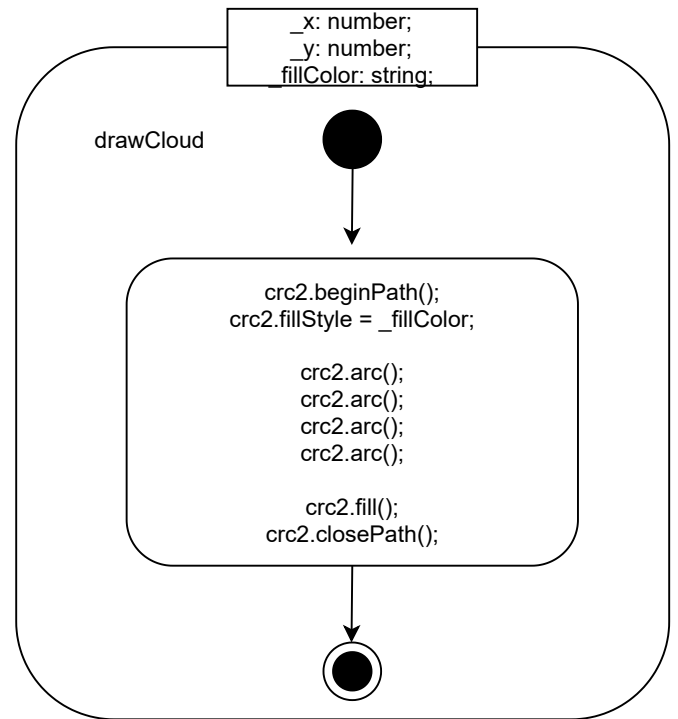 _x: number;
_y: number;
_fillColor: string;
drawCloud
crc2.beginPath();
crc2.fillStyle = _fillColor;
crc2.arc();
crc2.arc();
crc2.arc();
crc2.arc();
crc2.fill();
crc2.closePath();